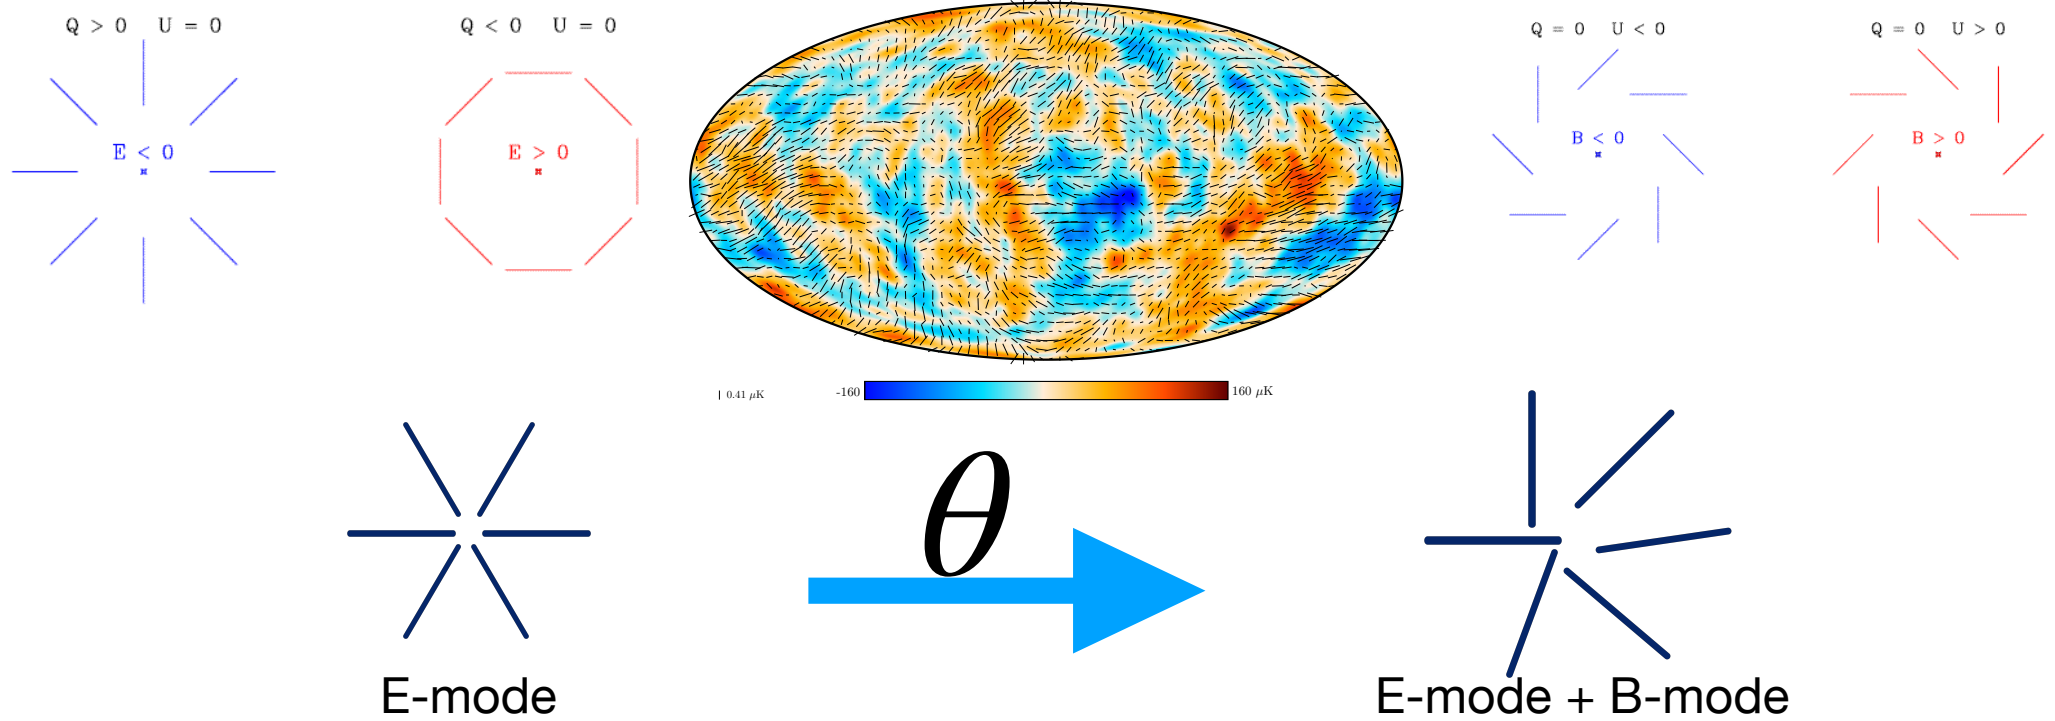 Q > 0 U = 0
Q < 0 U = 0
Q = 0 U < 0
Q = 0 U > 0
E < 0
E > 0
B < 0
B > 0
0.41 μK
-160
160 μK
θ
E-mode
E-mode + B-mode